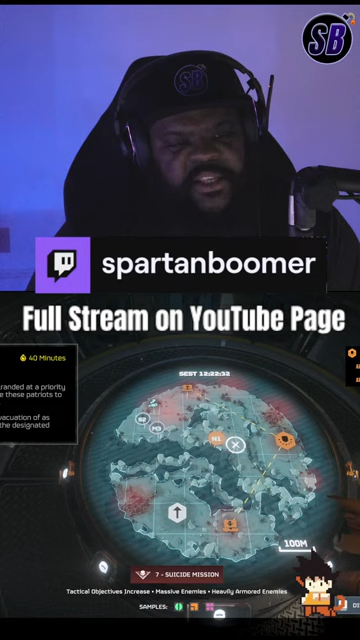 SB
SB
spartanboomer
Full Stream on YouTube Page
40 Minutes
SEST 12:22:32
randed at a priority
e these patriots to
vacuation of as
the designated
100M
7 - SUICIDE MISSION
Tactical Objectives Increase • Massive Enemies • Heavily Armored Enemies
SAMPLES: